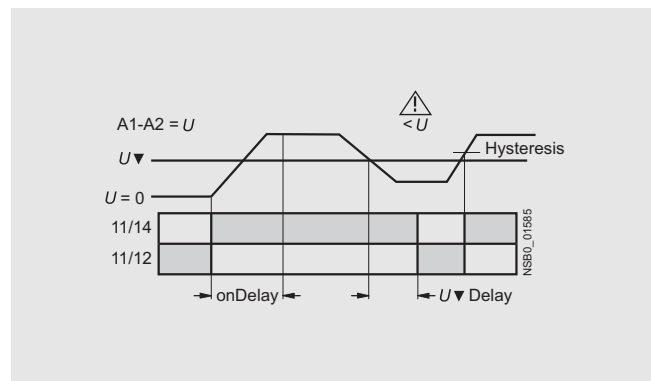 A1-A2 = U
< U
U▼
Hysteresis
U = 0
11/14
11/12
NSB0_01585
onDelay
U▼Delay